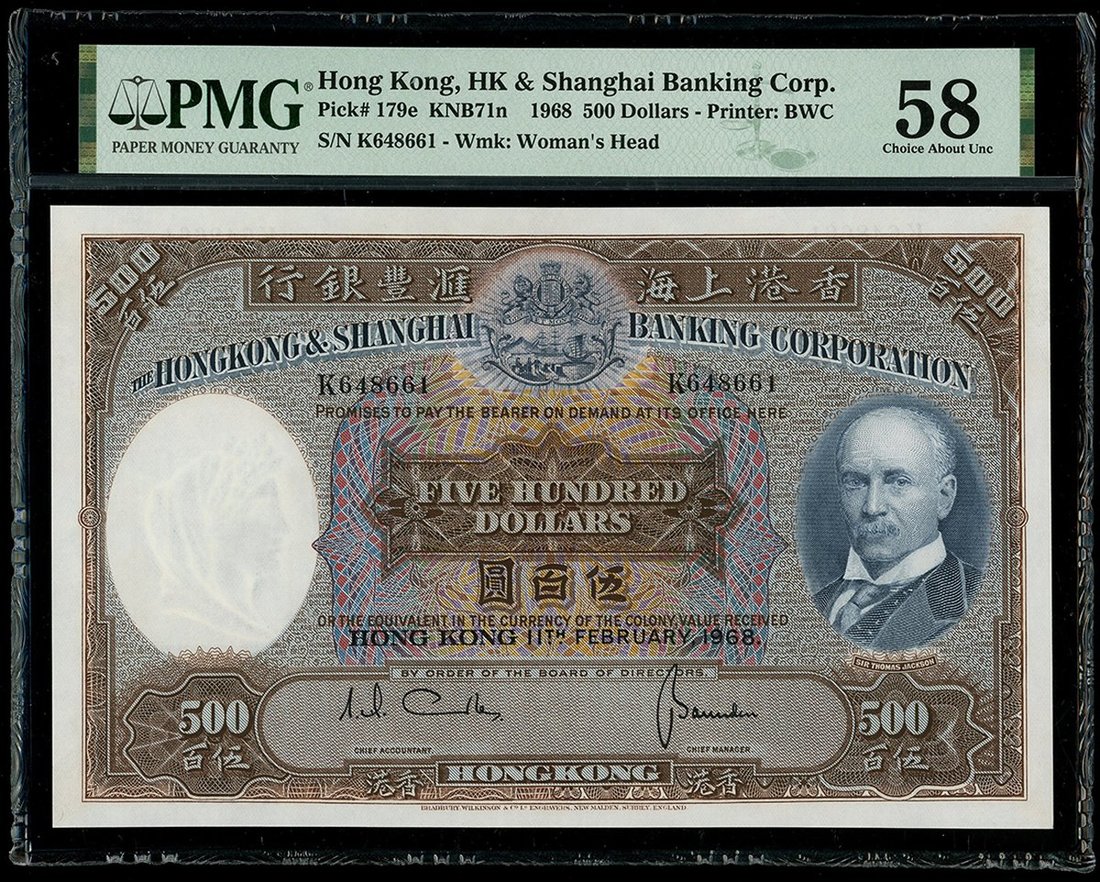 PMG®
PAPER MONEY GUARANTY
Hong Kong, HK & Shanghai Banking Corp.
Pick# 179e KNB71n 1968 500 Dollars - Printer: BWC
S/N K648661 - Wmk: Woman's Head
58
Choice About Unc
500
百伍
行銀豐滙
海上港香
500
百伍
THE HONGKONG & SHANGHAI BANKING CORPORATION
K648661
K648661
PROMISES TO PAY THE BEARER ON DEMAND AT ITS OFFICE HERE
FIVE HUNDRED
DOLLARS
圓百伍
OR THE EQUIVALENT IN THE CURRENCY OF THE COLONY, VALUE RECEIVED
HONG KONG 11TH FEBRUARY 1968.
SIR THOMAS JACKSON
BY ORDER OF THE BOARD OF DIRECTORS.
500
百伍
500
百伍
CHIEF ACCOUNTANT.
CHIEF MANAGER.
港香
HONGKONG
港香
BRADBURY, WILKINSON & Co Ld ENGRAVERS, NEW MALDEN, SURREY, ENGLAND